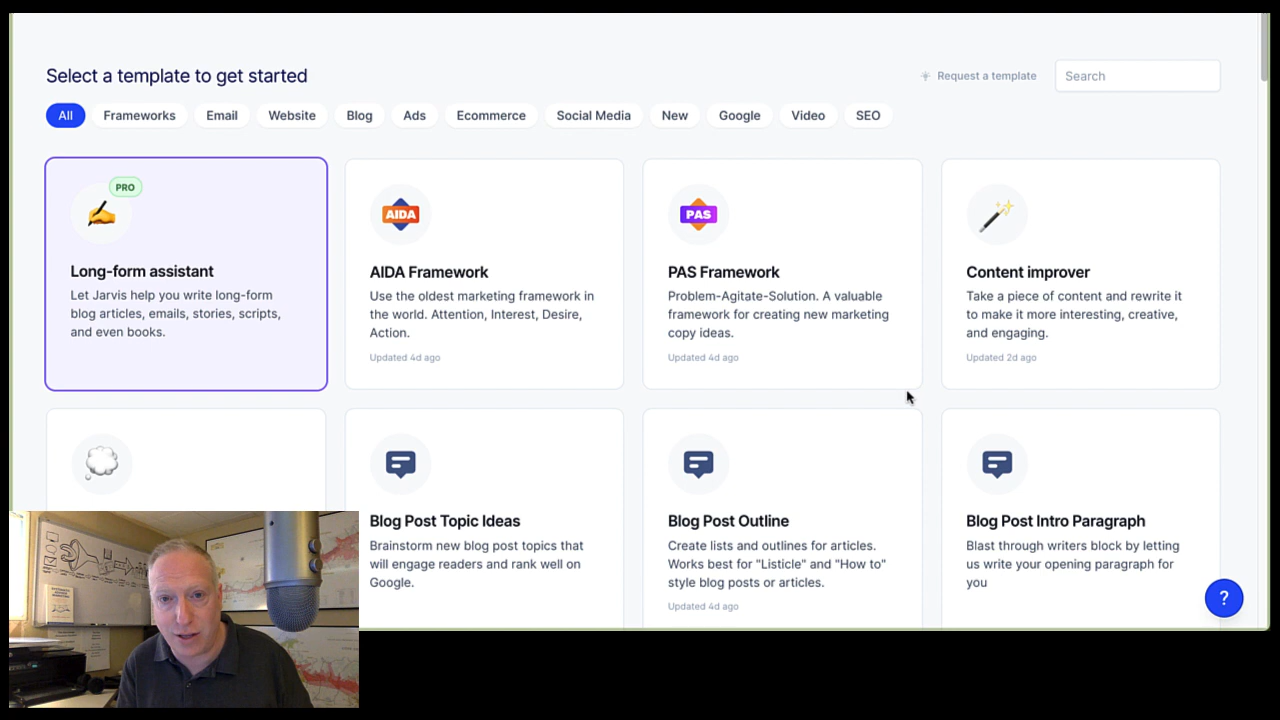 Select a template to get started
Request a template
Search
All
Frameworks
Email
Website
Blog
Ads
Ecommerce
Social Media
New
Google
Video
SEO
PRO
Long-form assistant
Let Jarvis help you write long-form
blog articles, emails, stories, scripts,
and even books.
AIDA
AIDA Framework
Use the oldest marketing framework in
the world. Attention, Interest, Desire,
Action.
Updated 4d ago
PAS
PAS Framework
Problem-Agitate-Solution. A valuable
framework for creating new marketing
copy ideas.
Updated 4d ago
Content improver
Take a piece of content and rewrite it
to make it more interesting, creative,
and engaging.
Updated 2d ago
Blog Post Topic Ideas
Brainstorm new blog post topics that
will engage readers and rank well on
Google.
Blog Post Outline
Create lists and outlines for articles.
Works best for "Listicle" and "How to"
style blog posts or articles.
Updated 4d ago
Blog Post Intro Paragraph
Blast through writers block by letting
us write your opening paragraph for
you
?